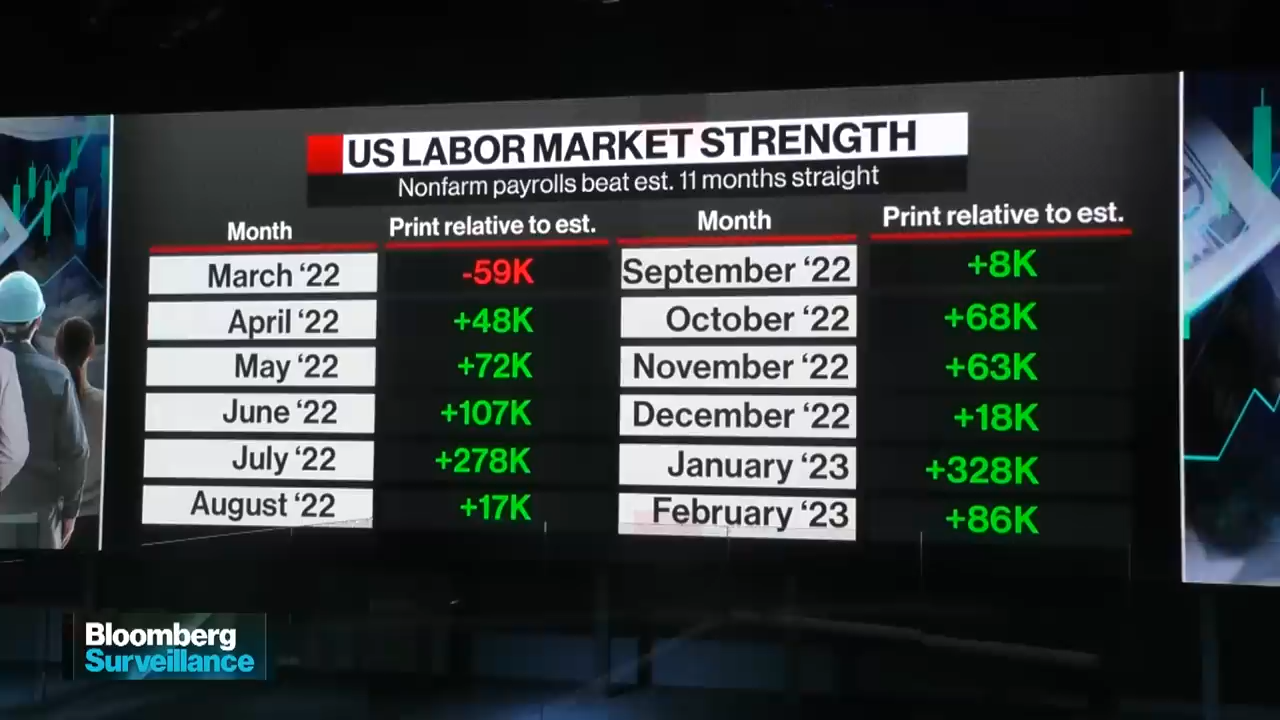 US LABOR MARKET STRENGTH
Nonfarm payrolls beat est. 11 months straight
Month Print relative to est. Month Print relative to est.
March ‘22 -59K September ‘22 +8K
April ‘22 +48K October ‘22 +68K
May ‘22 +72K November ‘22 +63K
June ‘22 +107K December ‘22 +18K
July ‘22 +278K January ‘23 +328K
August ‘22 +17K February ‘23 +86K
Bloomberg
Surveillance